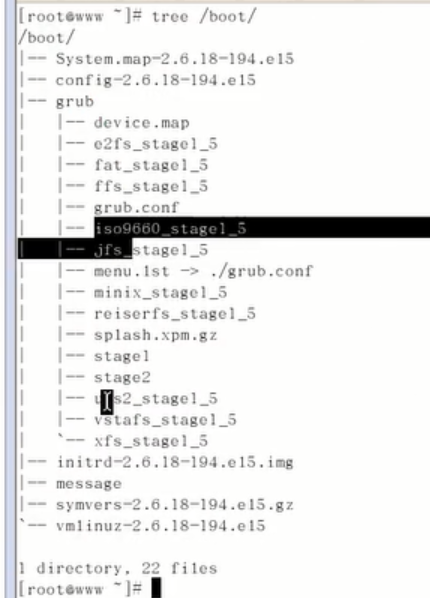 [root@www ~]# tree /boot/
/boot/
|-- System.map-2.6.18-194.el5
|-- config-2.6.18-194.el5
|-- grub
|   |-- device.map
|   |-- e2fs_stage1_5
|   |-- fat_stage1_5
|   |-- ffs_stage1_5
|   |-- grub.conf
|   |-- iso9660_stage1_5
|   |-- jfs_stage1_5
|   |-- menu.lst -> ./grub.conf
|   |-- minix_stage1_5
|   |-- reiserfs_stage1_5
|   |-- splash.xpm.gz
|   |-- stage1
|   |-- stage2
|   |-- ufs2_stage1_5
|   |-- vstafs_stage1_5
|   `-- xfs_stage1_5
|-- initrd-2.6.18-194.el5.img
|-- message
|-- symvers-2.6.18-194.el5.gz
`-- vmlinuz-2.6.18-194.el5
1 directory, 22 files
[root@www ~]#